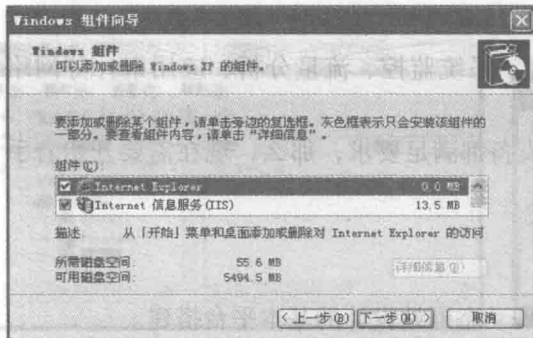 Windows 组件向导
Windows 组件
可以添加或删除 Windows XP 的组件。
要添加或删除某个组件，请单击旁边的复选框。灰色框表示只会安装该组件的
一部分。要查看组件内容，请单击“详细信息”。
组件(C):
Internet Explorer 0.0 MB
Internet 信息服务(IIS) 13.5 MB
描述: 从「开始」菜单和桌面添加或删除对 Internet Explorer 的访问
所需磁盘空间: 55.6 MB
可用磁盘空间: 5494.5 MB
详细信息(D)
< 上一步(B) 下一步(N) > 取消